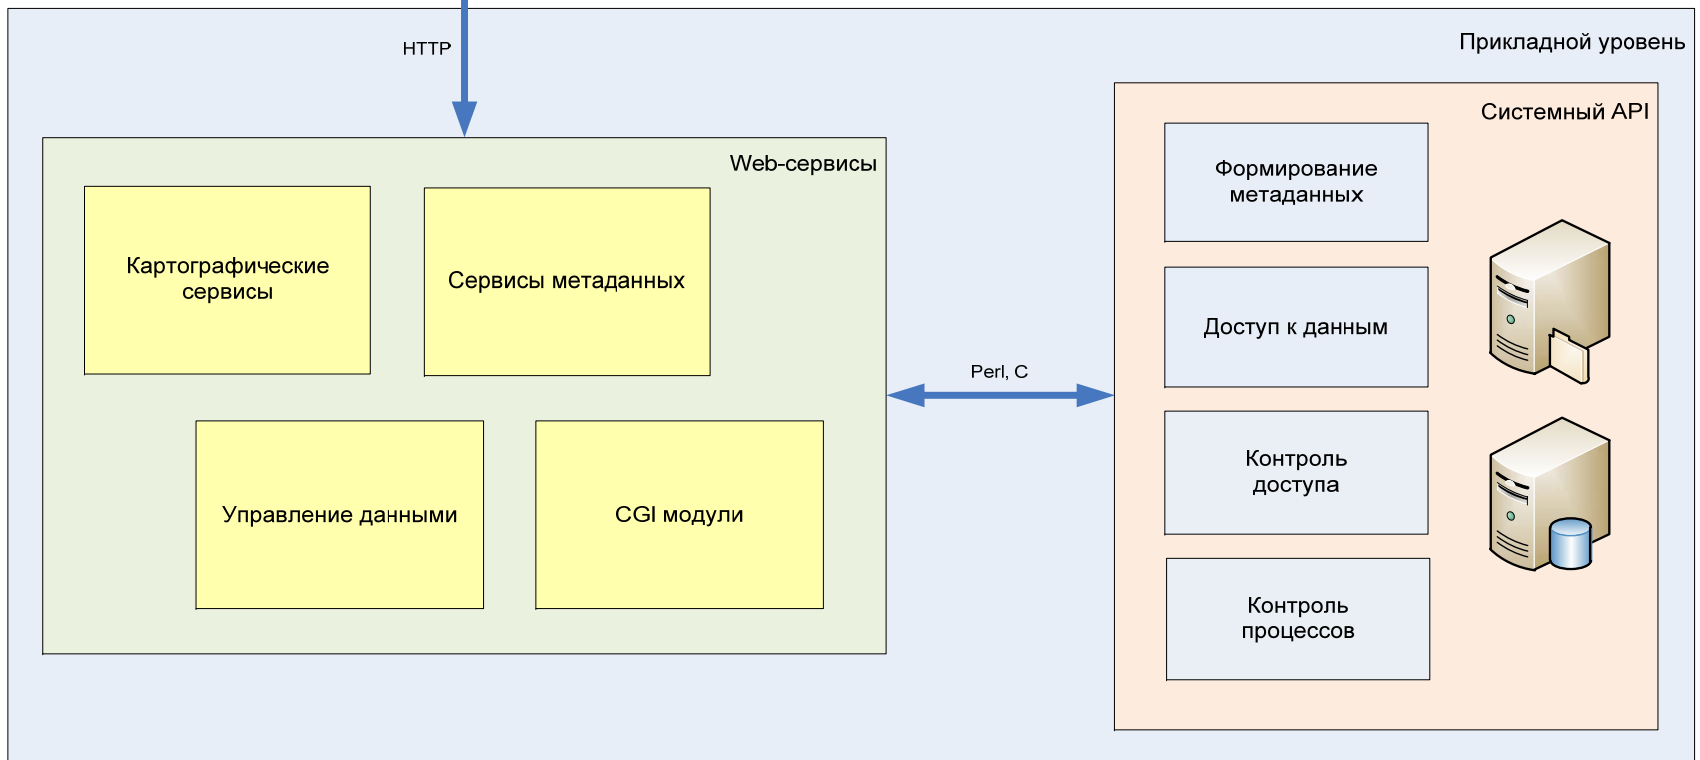 HTTP
Прикладной уровень
Web-сервисы
Картографические
сервисы
Сервисы метаданных
Управление данными
CGI модули
Perl, C
Системный API
Формирование
метаданных
Доступ к данным
Контроль
доступа
Контроль
процессов